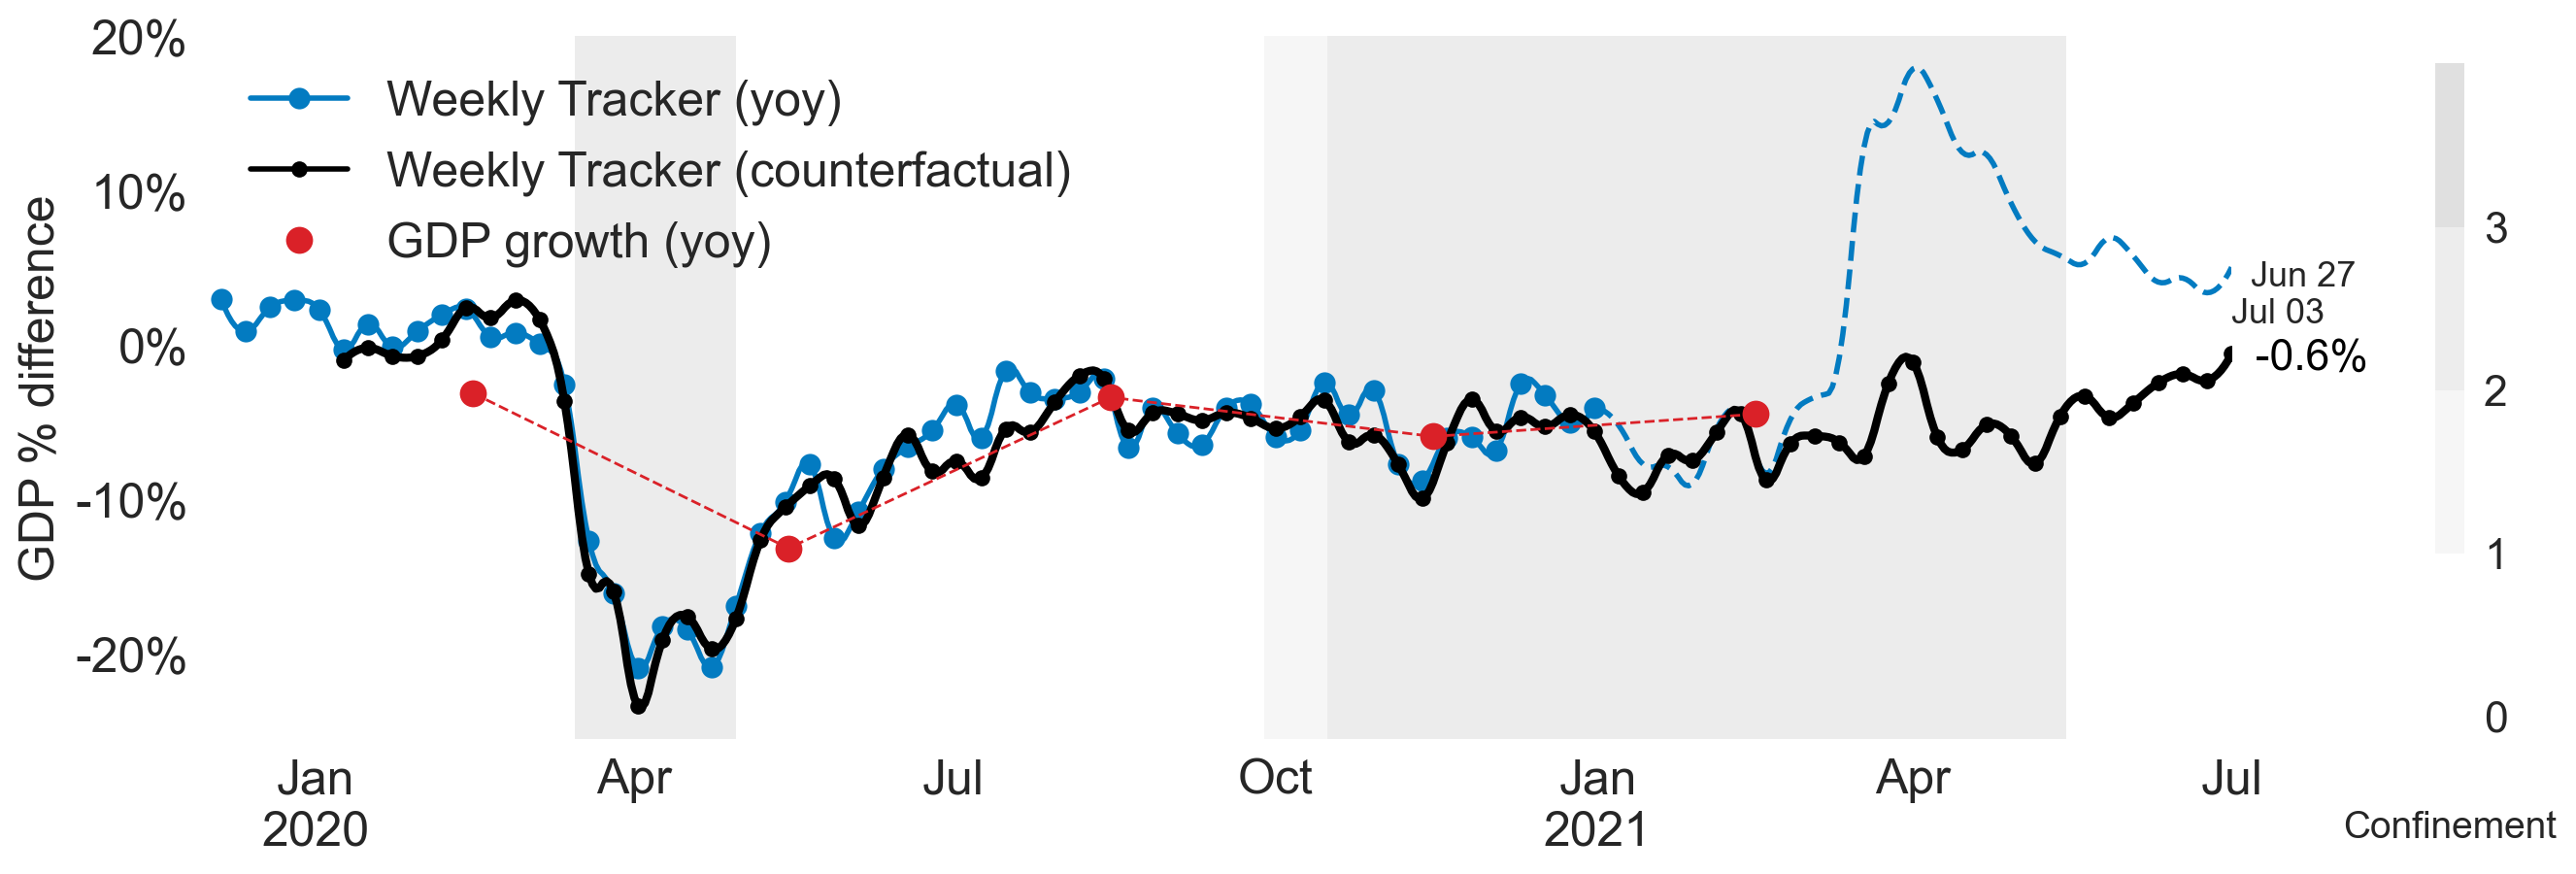 20%
10%
0%
-10%
-20%
GDP % difference
Weekly Tracker (yoy)
Weekly Tracker (counterfactual)
GDP growth (yoy)
Jun 27
Jul 03
-0.6%
3
2
1
0
Jan Apr Jul Oct Jan Apr Jul
2020 2021
Confinement